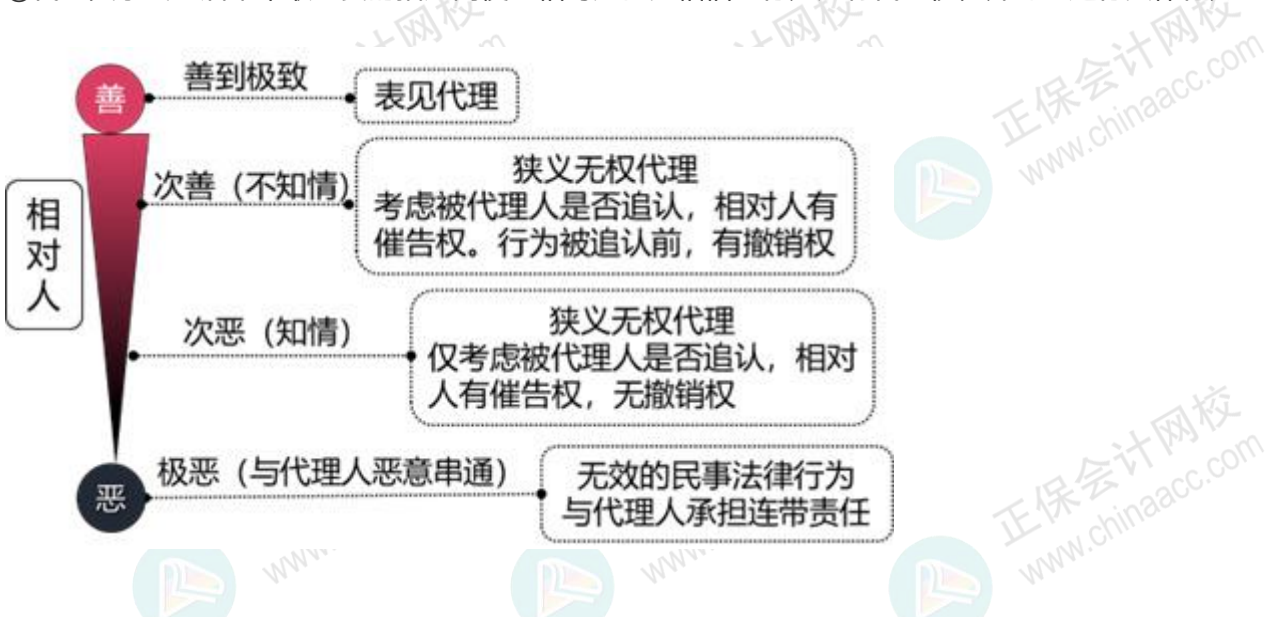 善
善到极致
表见代理
相对人
次善（不知情）
狭义无权代理
考虑被代理人是否追认，相对人有
催告权。行为被追认前，有撤销权
次恶（知情）
狭义无权代理
仅考虑被代理人是否追认，相对
人有催告权，无撤销权
恶
极恶（与代理人恶意串通）
无效的民事法律行为
与代理人承担连带责任
正保会计网校
www.chinaacc.com
正保会计网校
www.chinaacc.com